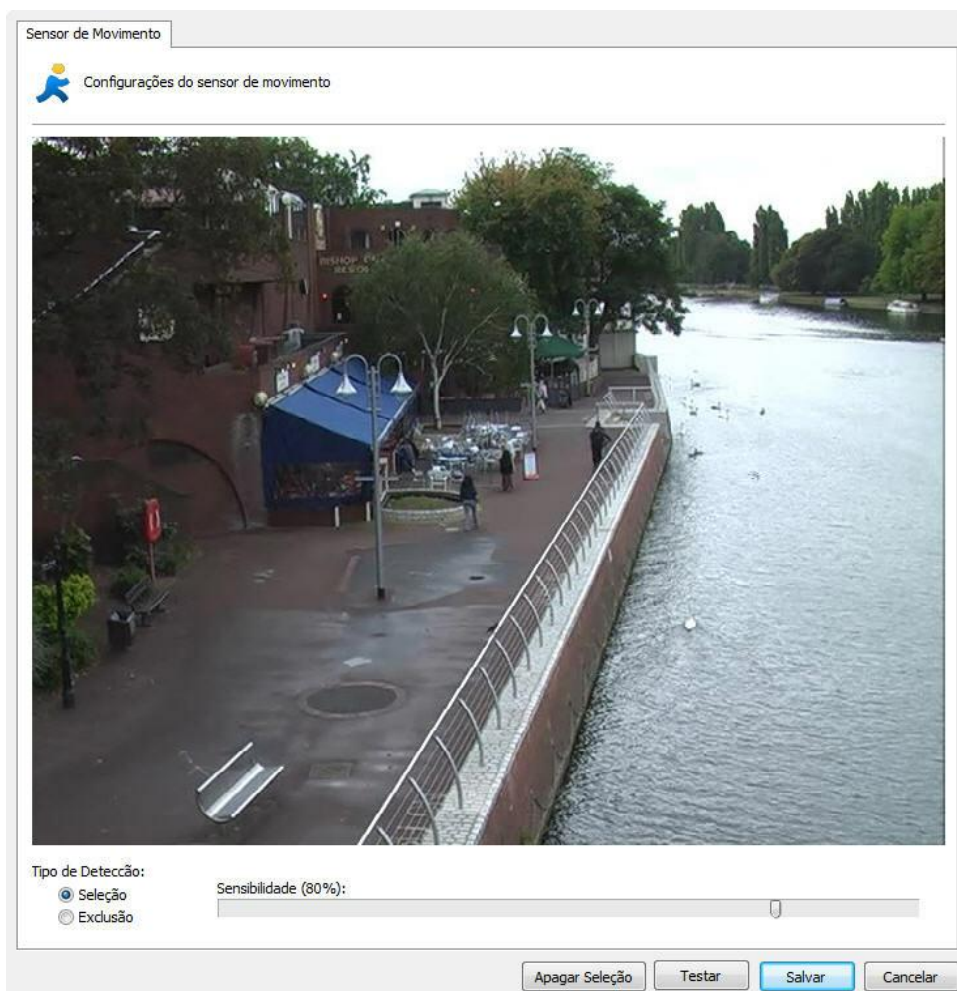 Sensor de Movimento
Configurações do sensor de movimento
BISHOP
Tipo de Detecção:
Seleção
Exclusão
Sensibilidade (80%):
Apagar Seleção
Testar
Salvar
Cancelar